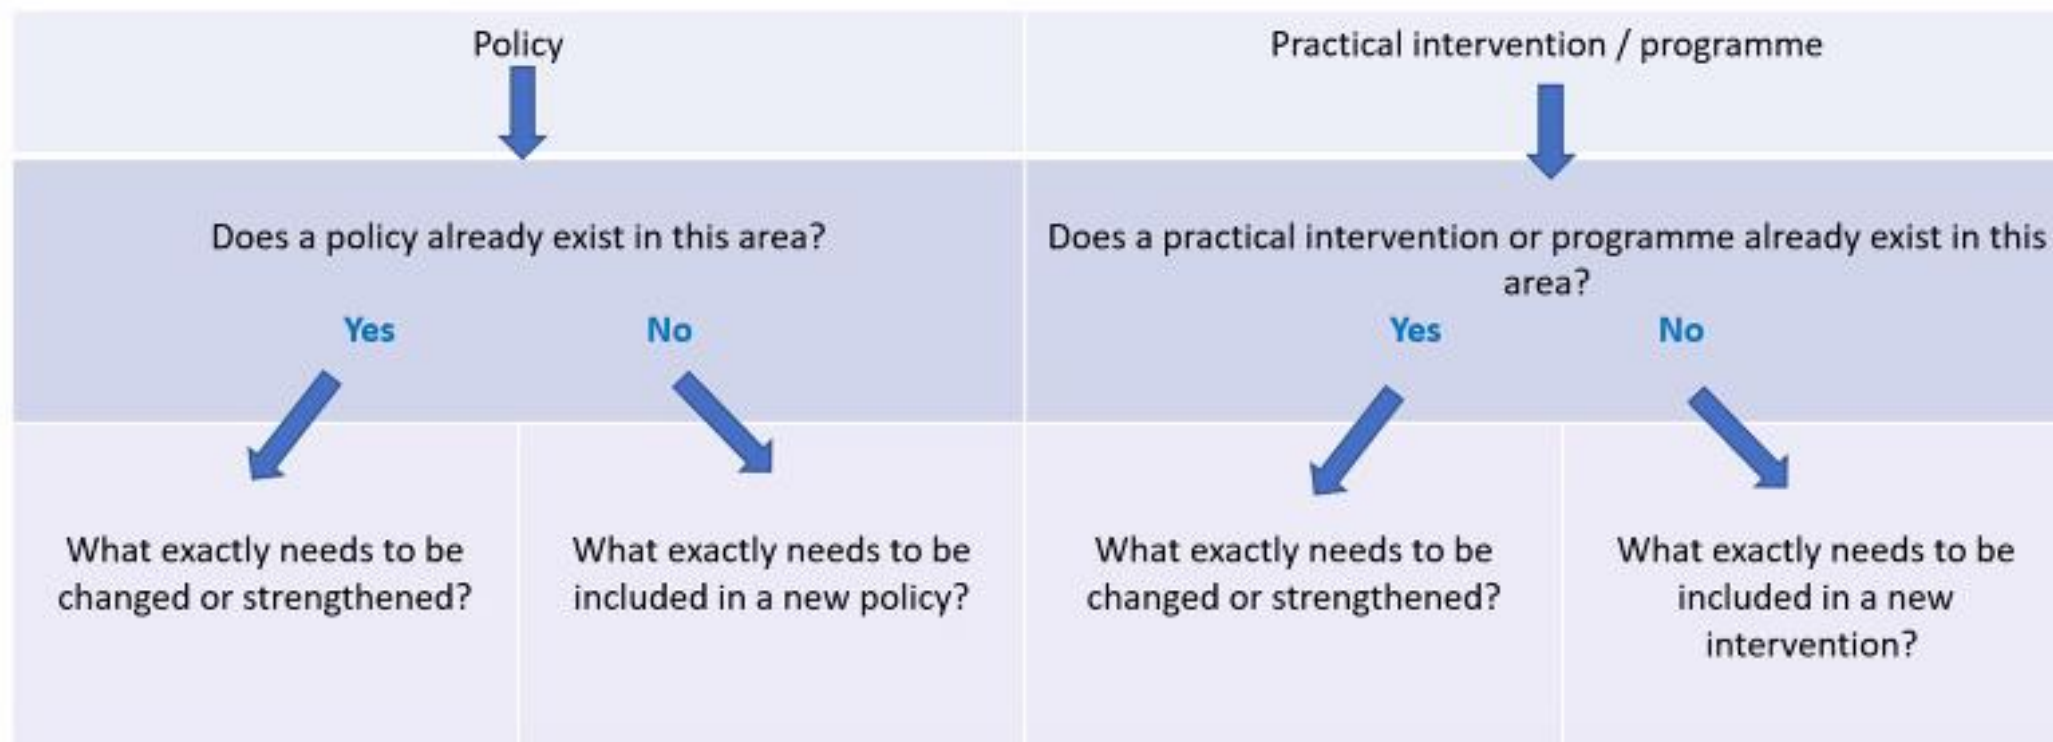 Policy
Practical intervention / programme
Does a policy already exist in this area?
Yes
No
Does a practical intervention or programme already exist in this
area?
Yes
No
What exactly needs to be
changed or strengthened?
What exactly needs to be
included in a new policy?
What exactly needs to be
changed or strengthened?
What exactly needs to be
included in a new
intervention?